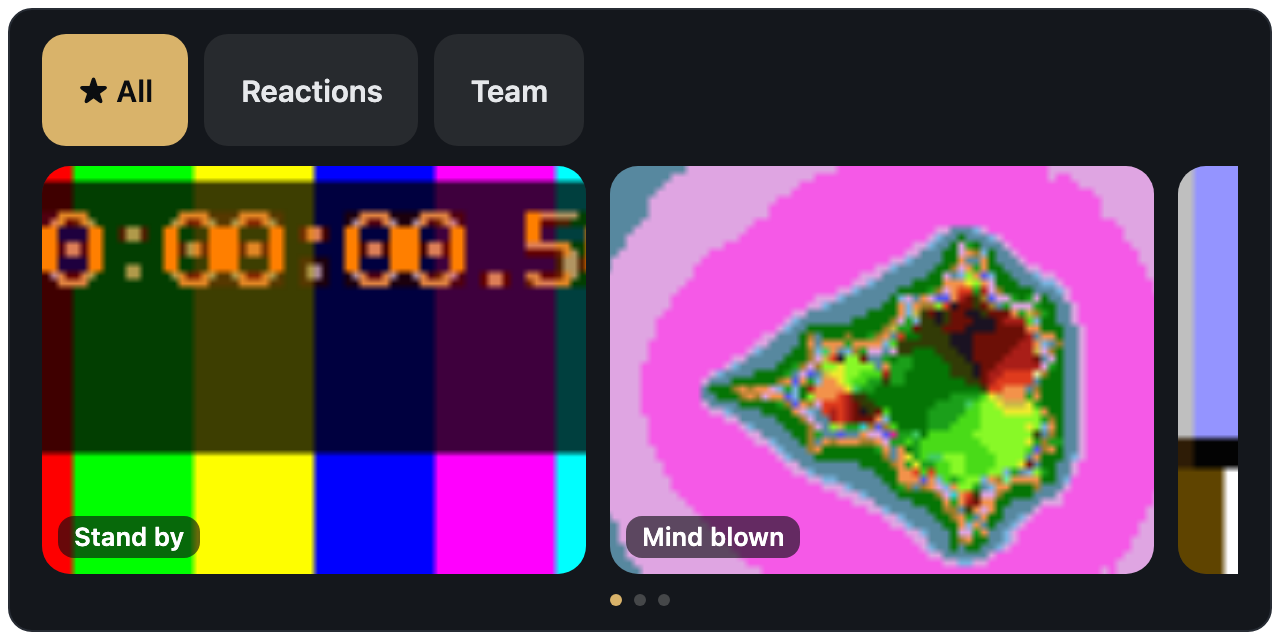 ★ All
Reactions
Team
0:00:00.5
Stand by
Mind blown